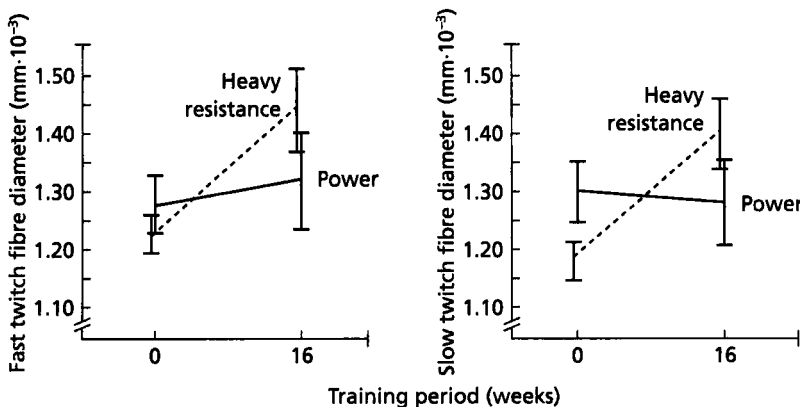 Fast twitch fibre diameter (mm·10⁻³)
1.50
1.40
1.30
1.20
1.10
Heavy
resistance
Power
0
16
Slow twitch fibre diameter (mm·10⁻³)
1.50
1.40
1.30
1.20
1.10
Heavy
resistance
Power
0
16
Training period (weeks)